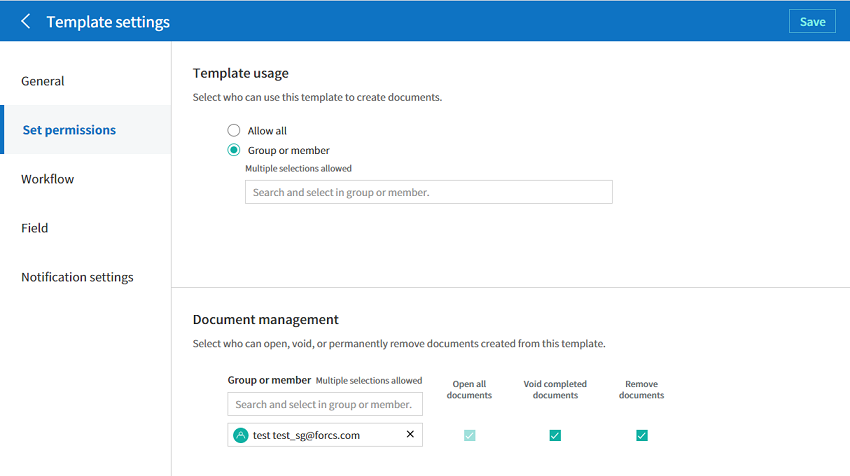 Template settings
Save
General
Set permissions
Workflow
Field
Notification settings
Template usage
Select who can use this template to create documents.
Allow all
Group or member
Multiple selections allowed
Search and select in group or member.
Document management
Select who can open, void, or permanently remove documents created from this template.
Group or member Multiple selections allowed
Open all
documents
Void completed
documents
Remove
documents
Search and select in group or member.
test test_sg@forcs.com